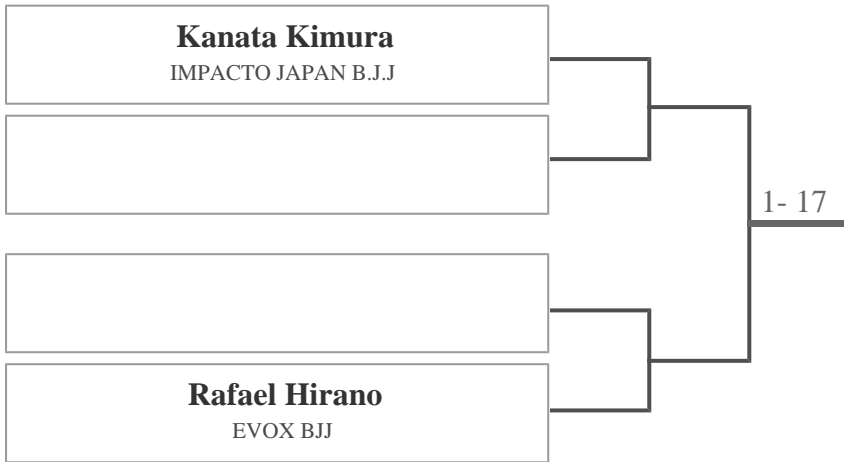 Kanata Kimura
IMPACTO JAPAN B.J.J
1- 17
Rafael Hirano
EVOX BJJ